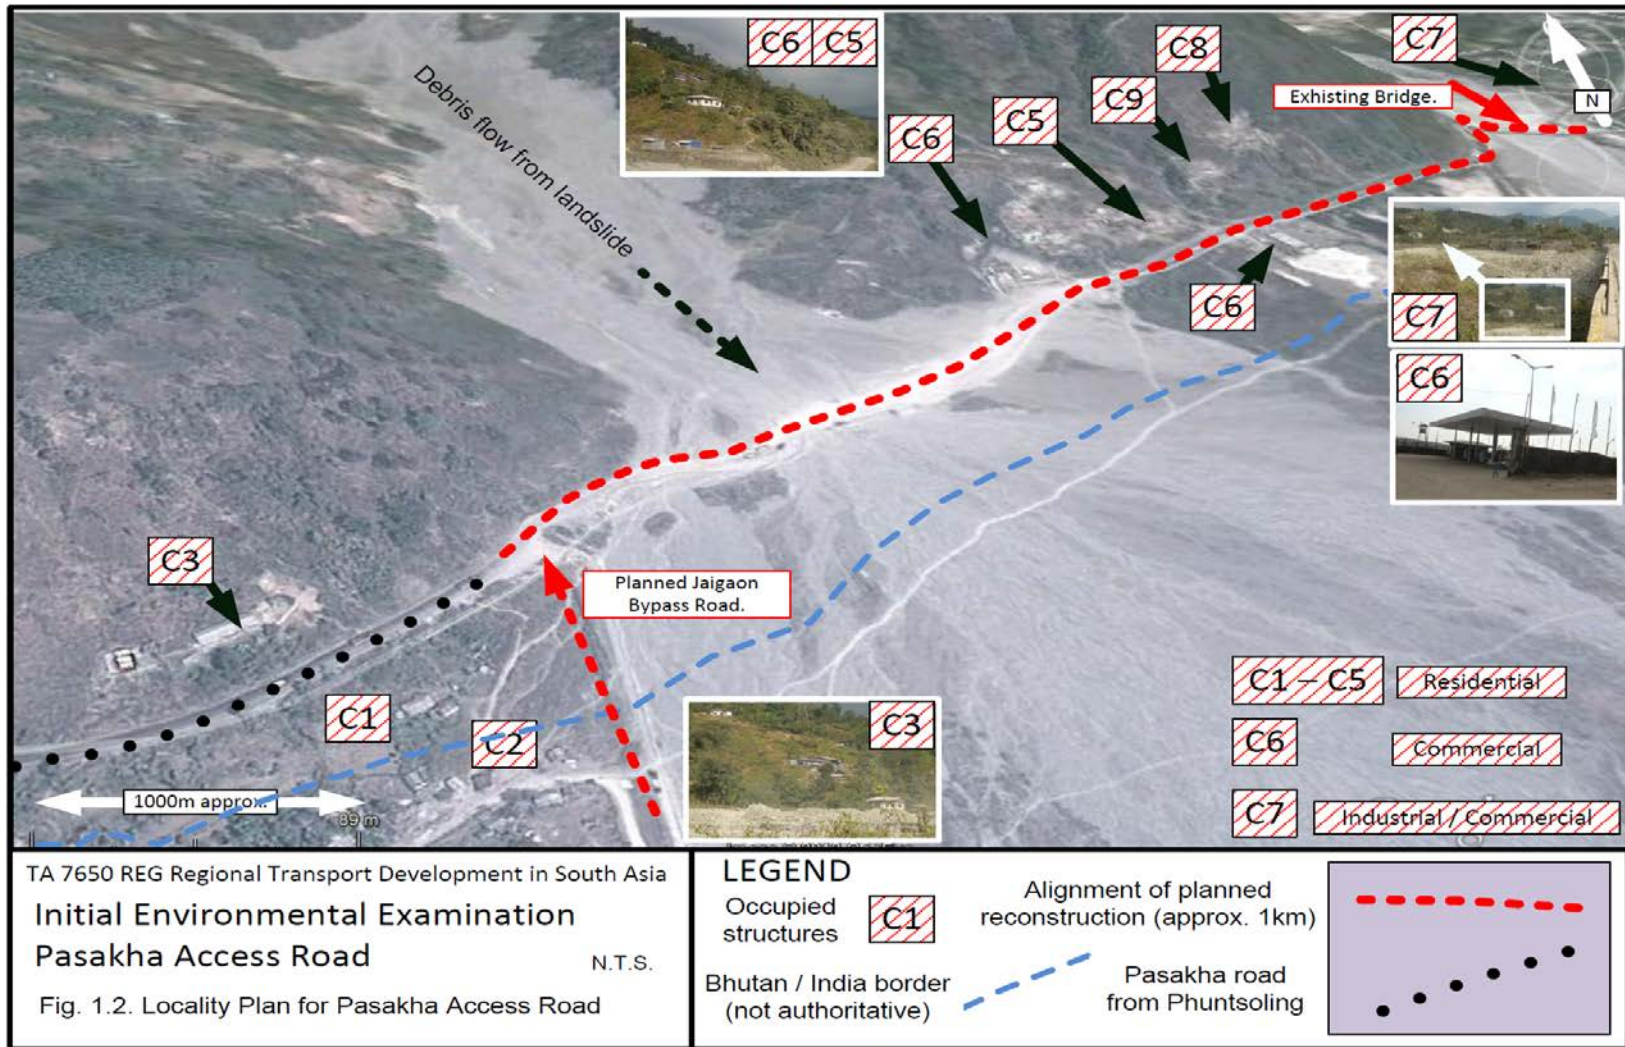 C6 C5
C8
C7
Debris flow from landslide
C9
Exhisting Bridge.
N
C6
C5
C6
C7
C6
C3
Planned Jaigaon
Bypass Road.
C1
C2
C3
1000m approx.
89 m
C1 – C5 Residential
C6 Commercial
C7 Industrial / Commercial
TA 7650 REG Regional Transport Development in South Asia
Initial Environmental Examination
Pasakha Access Road
N.T.S.
Fig. 1.2. Locality Plan for Pasakha Access Road
LEGEND
Occupied
structures
C1
Bhutan / India border
(not authoritative)
Alignment of planned
reconstruction (approx. 1km)
Pasakha road
from Phuntsoling